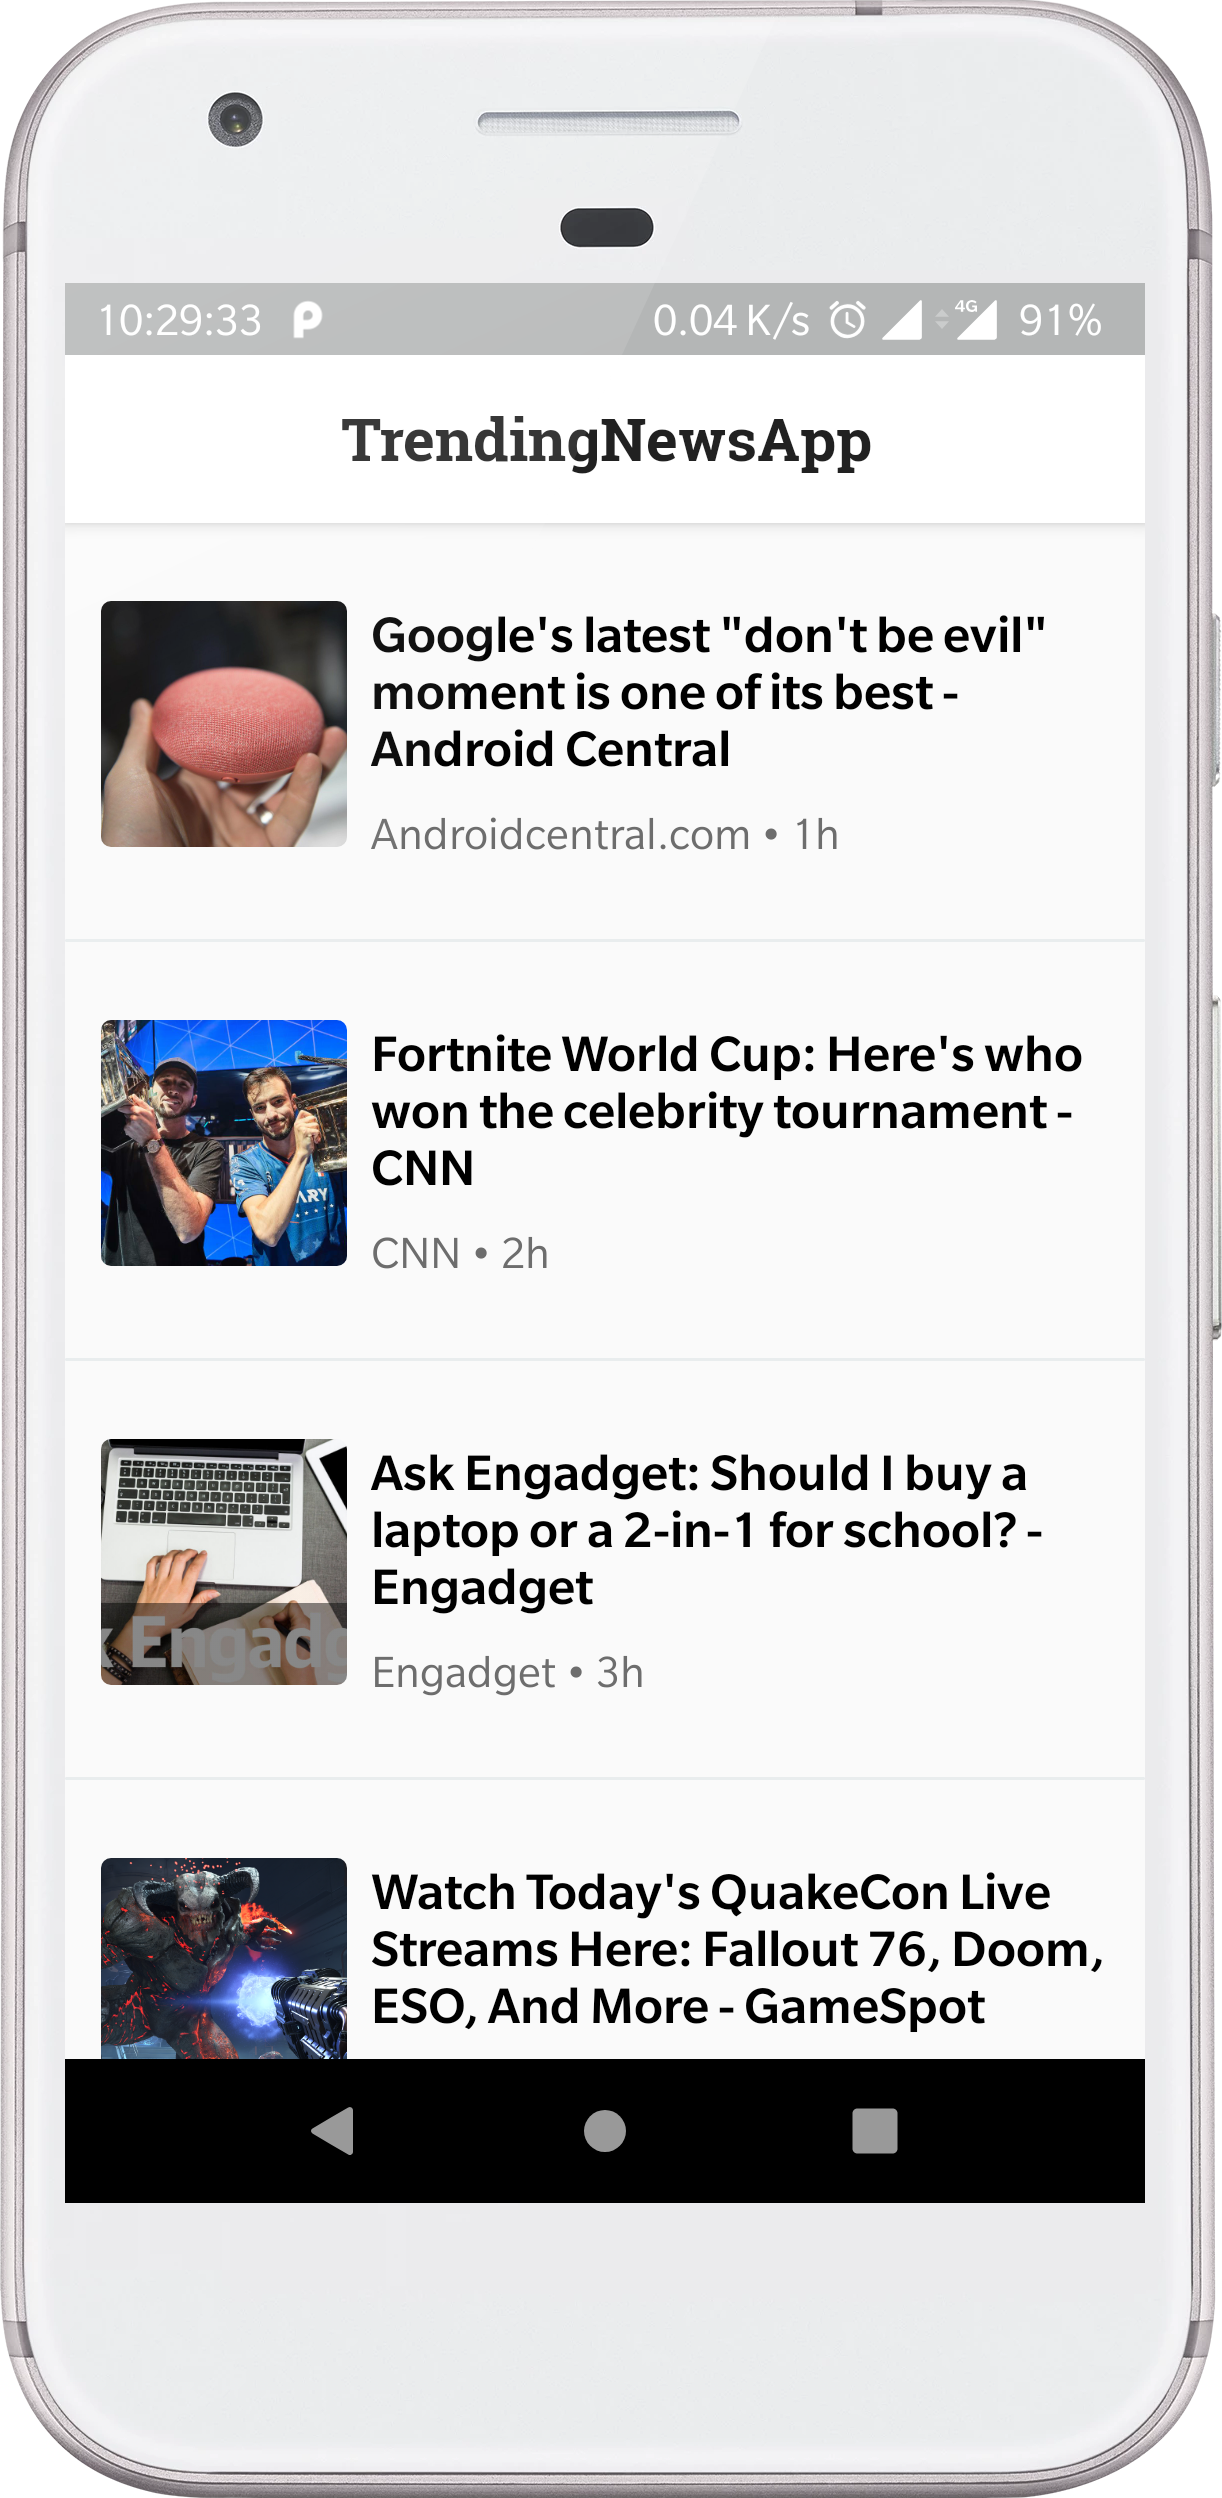 10:29:33 P 0.04 K/s 4G 91%
TrendingNewsApp
Google's latest "don't be evil"
moment is one of its best -
Android Central
Androidcentral.com • 1h
Fortnite World Cup: Here's who
won the celebrity tournament -
CNN
CNN • 2h
ARY
Ask Engadget: Should I buy a
laptop or a 2-in-1 for school? -
Engadget
Engadget • 3h
k Engadg
Watch Today's QuakeCon Live
Streams Here: Fallout 76, Doom,
ESO, And More - GameSpot